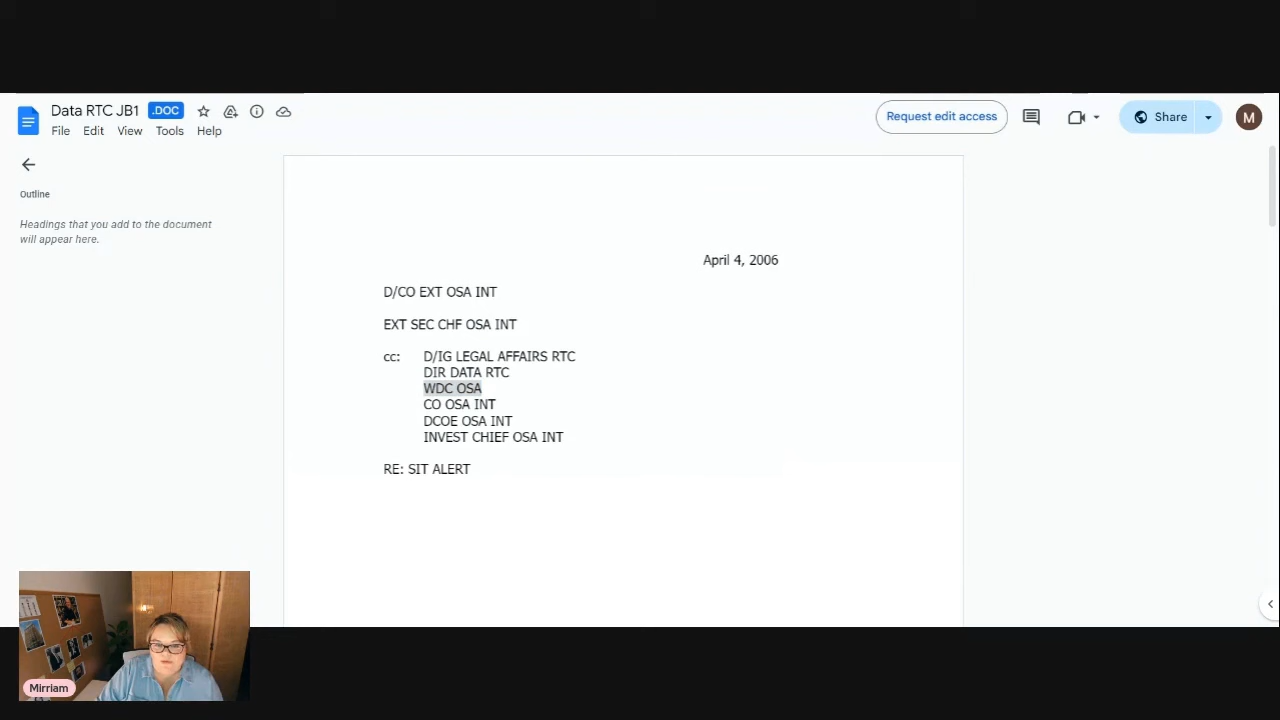 Data RTC JB1 .DOC
File Edit View Tools Help
Request edit access
Share
M
Outline
Headings that you add to the document
will appear here.
April 4, 2006
D/CO EXT OSA INT
EXT SEC CHF OSA INT
cc: D/IG LEGAL AFFAIRS RTC
DIR DATA RTC
WDC OSA
CO OSA INT
DCOE OSA INT
INVEST CHIEF OSA INT
RE: SIT ALERT
Mirriam